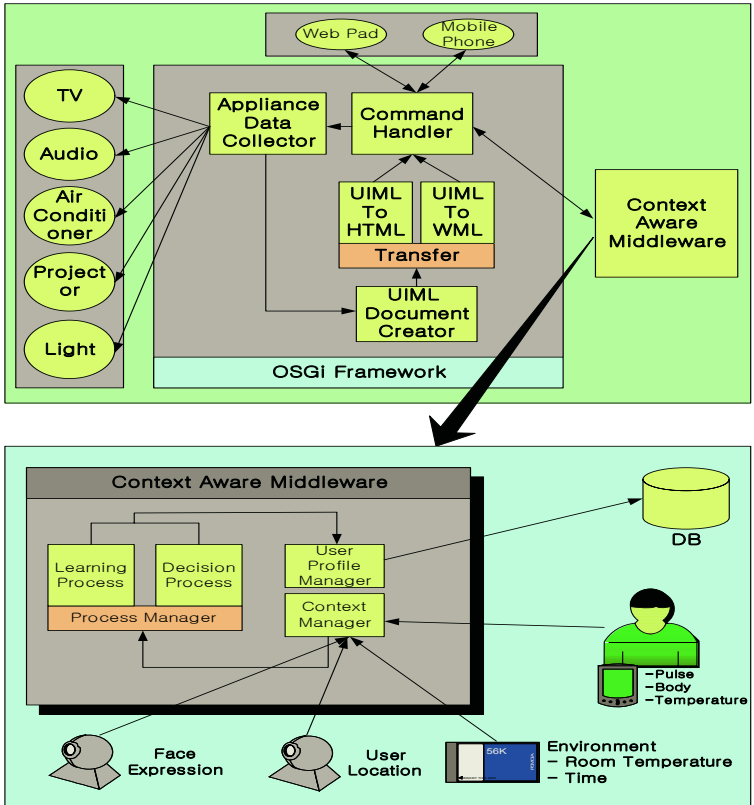 Web Pad
Mobile
Phone
TV
Audio
Air
Conditi
oner
Project
or
Light
Appliance
Data
Collector
Command
Handler
UIML
To
HTML
UIML
To
WML
Transfer
UIML
Document
Creator
OSGi Framework
Context
Aware
Middleware
Context Aware Middleware
Learning
Process
Decision
Process
Process Manager
User
Profile
Manager
Context
Manager
DB
-Pulse
-Body
-Temperature
Face
Expression
User
Location
56K
Environment
- Room Temperature
- Time